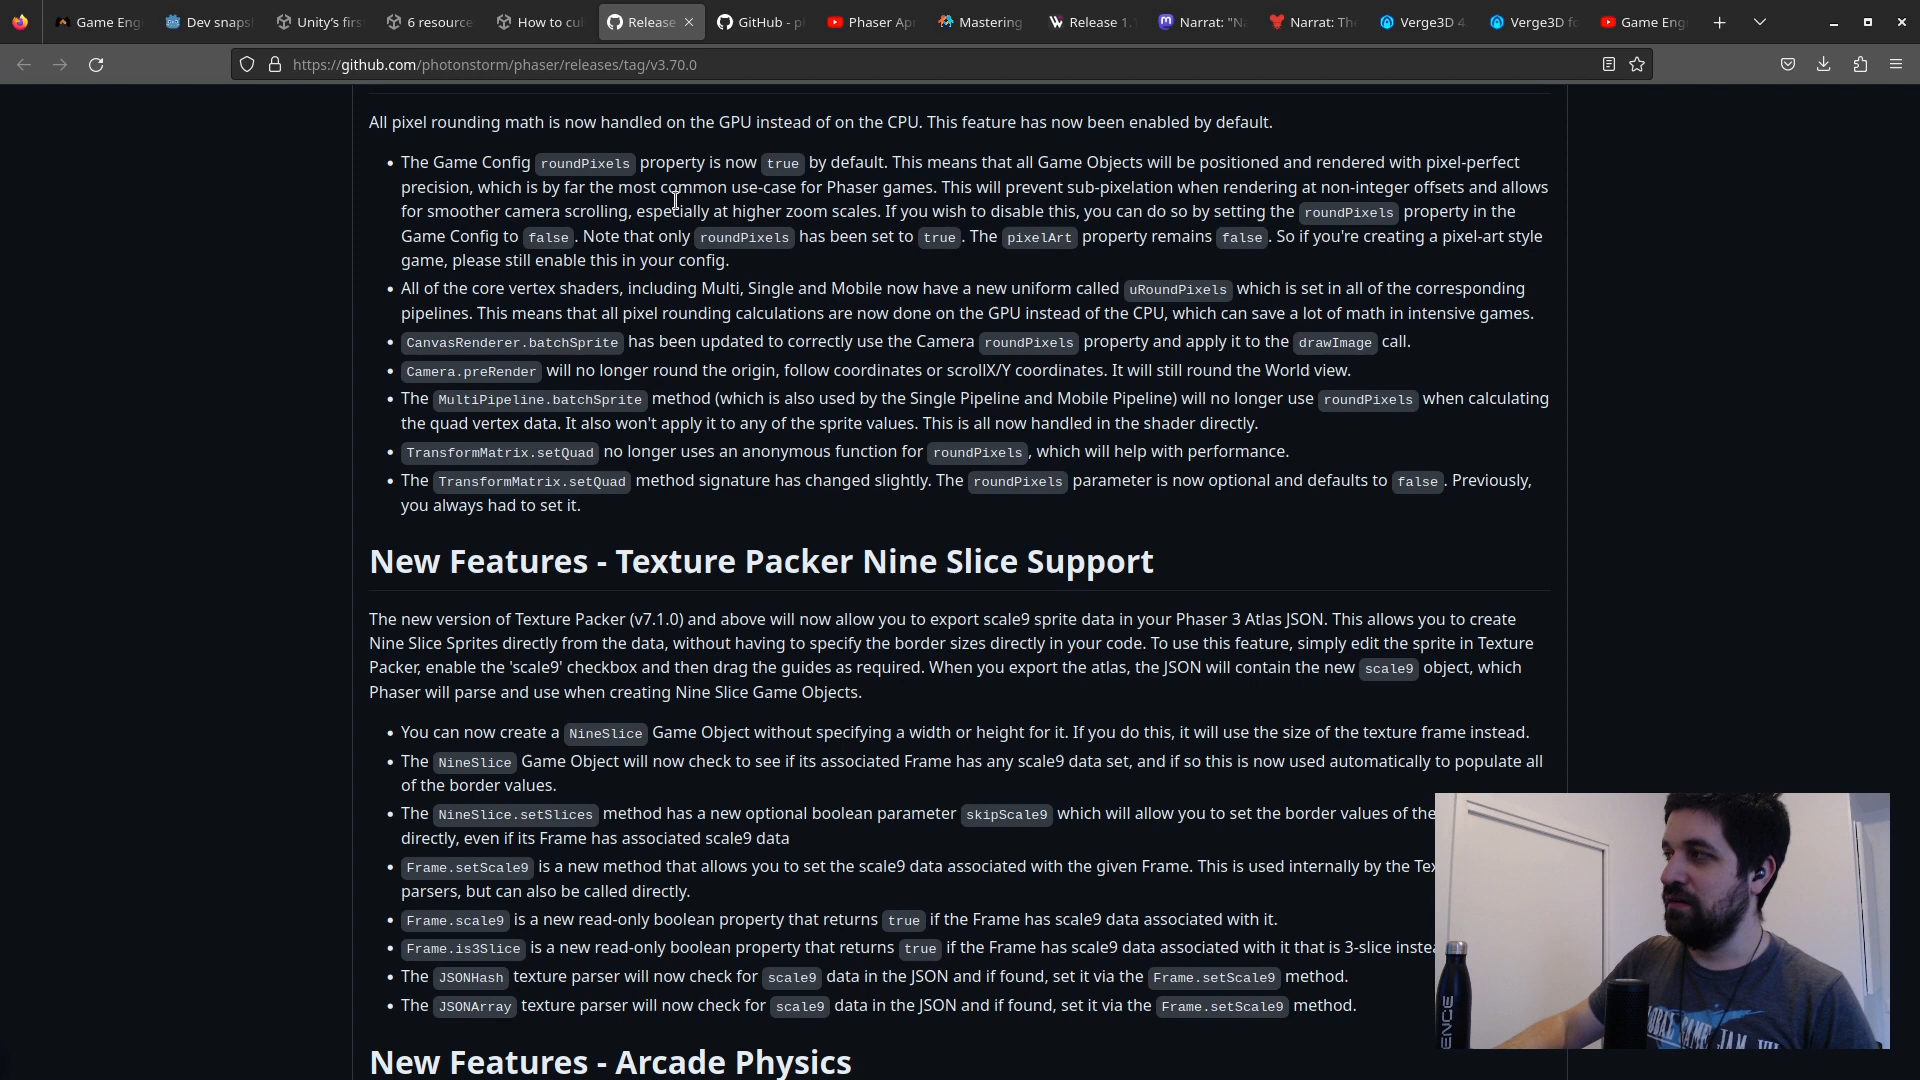 Game Eng
Dev snaps
Unity's firs
6 resource
How to cu
Release
GitHub - p
Phaser Ap
Mastering
Release 1.
Narrat: "N
Narrat: The
Verge3D 4
Verge3D fo
Game Eng
https://github.com/photonstorm/phaser/releases/tag/v3.70.0
All pixel rounding math is now handled on the GPU instead of on the CPU. This feature has now been enabled by default.
• The Game Config roundPixels property is now true by default. This means that all Game Objects will be positioned and rendered with pixel-perfect
precision, which is by far the most common use-case for Phaser games. This will prevent sub-pixelation when rendering at non-integer offsets and allows
for smoother camera scrolling, especially at higher zoom scales. If you wish to disable this, you can do so by setting the roundPixels property in the
Game Config to false. Note that only roundPixels has been set to true. The pixelArt property remains false. So if you're creating a pixel-art style
game, please still enable this in your config.
• All of the core vertex shaders, including Multi, Single and Mobile now have a new uniform called uRoundPixels which is set in all of the corresponding
pipelines. This means that all pixel rounding calculations are now done on the GPU instead of the CPU, which can save a lot of math in intensive games.
• CanvasRenderer.batchSprite has been updated to correctly use the Camera roundPixels property and apply it to the drawImage call.
• Camera.preRender will no longer round the origin, follow coordinates or scrollX/Y coordinates. It will still round the World view.
• The MultiPipeline.batchSprite method (which is also used by the Single Pipeline and Mobile Pipeline) will no longer use roundPixels when calculating
the quad vertex data. It also won't apply it to any of the sprite values. This is all now handled in the shader directly.
• TransformMatrix.setQuad no longer uses an anonymous function for roundPixels, which will help with performance.
• The TransformMatrix.setQuad method signature has changed slightly. The roundPixels parameter is now optional and defaults to false. Previously,
you always had to set it.
New Features - Texture Packer Nine Slice Support
The new version of Texture Packer (v7.1.0) and above will now allow you to export scale9 sprite data in your Phaser 3 Atlas JSON. This allows you to create
Nine Slice Sprites directly from the data, without having to specify the border sizes directly in your code. To use this feature, simply edit the sprite in Texture
Packer, enable the 'scale9' checkbox and then drag the guides as required. When you export the atlas, the JSON will contain the new scale9 object, which
Phaser will parse and use when creating Nine Slice Game Objects.
• You can now create a NineSlice Game Object without specifying a width or height for it. If you do this, it will use the size of the texture frame instead.
• The NineSlice Game Object will now check to see if its associated Frame has any scale9 data set, and if so this is now used automatically to populate all
of the border values.
• The NineSlice.setSlices method has a new optional boolean parameter skipScale9 which will allow you to set the border values of the
directly, even if its Frame has associated scale9 data
• Frame.setScale9 is a new method that allows you to set the scale9 data associated with the given Frame. This is used internally by the Tex
parsers, but can also be called directly.
• Frame.scale9 is a new read-only boolean property that returns true if the Frame has scale9 data associated with it.
• Frame.is3Slice is a new read-only boolean property that returns true if the Frame has scale9 data associated with it that is 3-slice inste
• The JSONHash texture parser will now check for scale9 data in the JSON and if found, set it via the Frame.setScale9 method.
• The JSONArray texture parser will now check for scale9 data in the JSON and if found, set it via the Frame.setScale9 method.
New Features - Arcade Physics
ENCE
GAME JAM